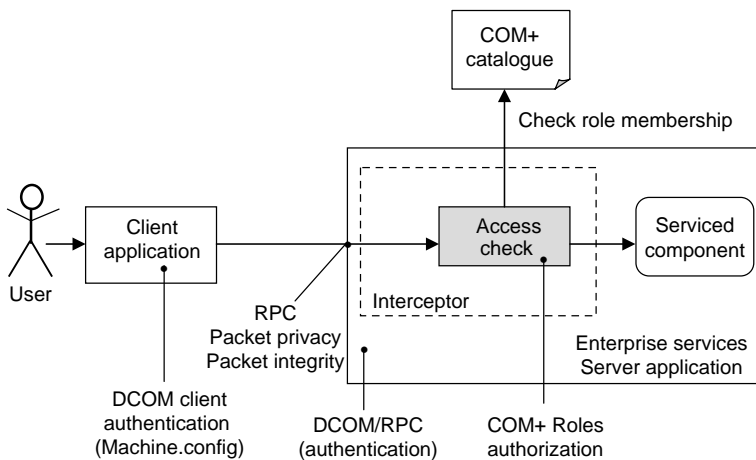 COM+
catalogue
Check role membership
User
Client
application
Access
check
Serviced
component
Interceptor
RPC
Packet privacy
Packet integrity
Enterprise services
Server application
DCOM client
authentication
(Machine.config)
DCOM/RPC
(authentication)
COM+ Roles
authorization